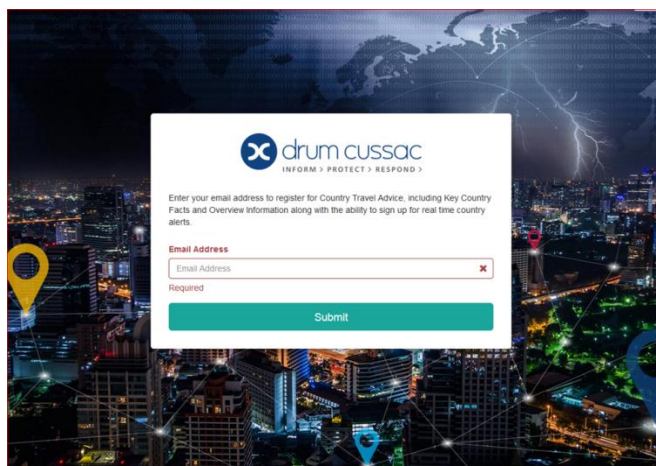 drum cussac
INFORM > PROTECT > RESPOND >
Enter your email address to register for Country Travel Advice, including Key Country
Facts and Overview Information along with the ability to sign up for real time country
alerts.
Email Address
Email Address
Required
Submit